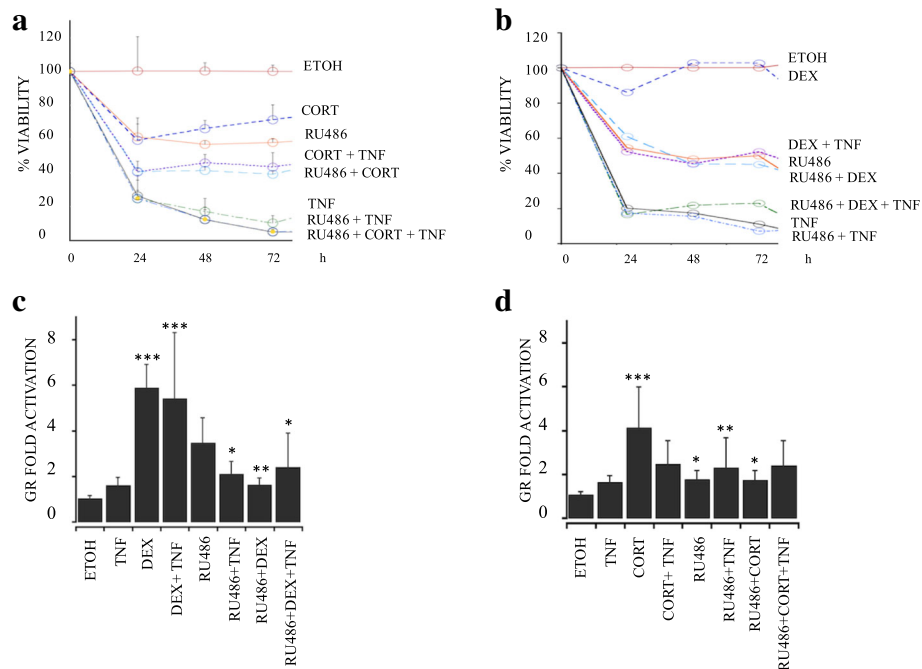 a
% VIABILITY
120
100
80
60
40
20
0
0 24 48 72 h
ETOH
CORT
RU486
CORT + TNF
RU486 + CORT
TNF
RU486 + TNF
RU486 + CORT + TNF
b
% VIABILITY
120
100
80
60
40
20
0
0 24 48 72 h
ETOH
DEX
DEX + TNF
RU486
RU486 + DEX
RU486 + DEX + TNF
TNF
RU486 + TNF
c
GR FOLD ACTIVATION
8
6
4
2
0
***
***
*
**
*
ETOH
TNF
DEX
DEX+TNF
RU486
RU486+TNF
RU486+DEX
RU486+DEX+TNF
d
GR FOLD ACTIVATION
8
6
4
2
0
***
*
**
*
ETOH
TNF
CORT
CORT+ TNF
RU486
RU486+TNF
RU486+CORT
RU486+CORT+TNF